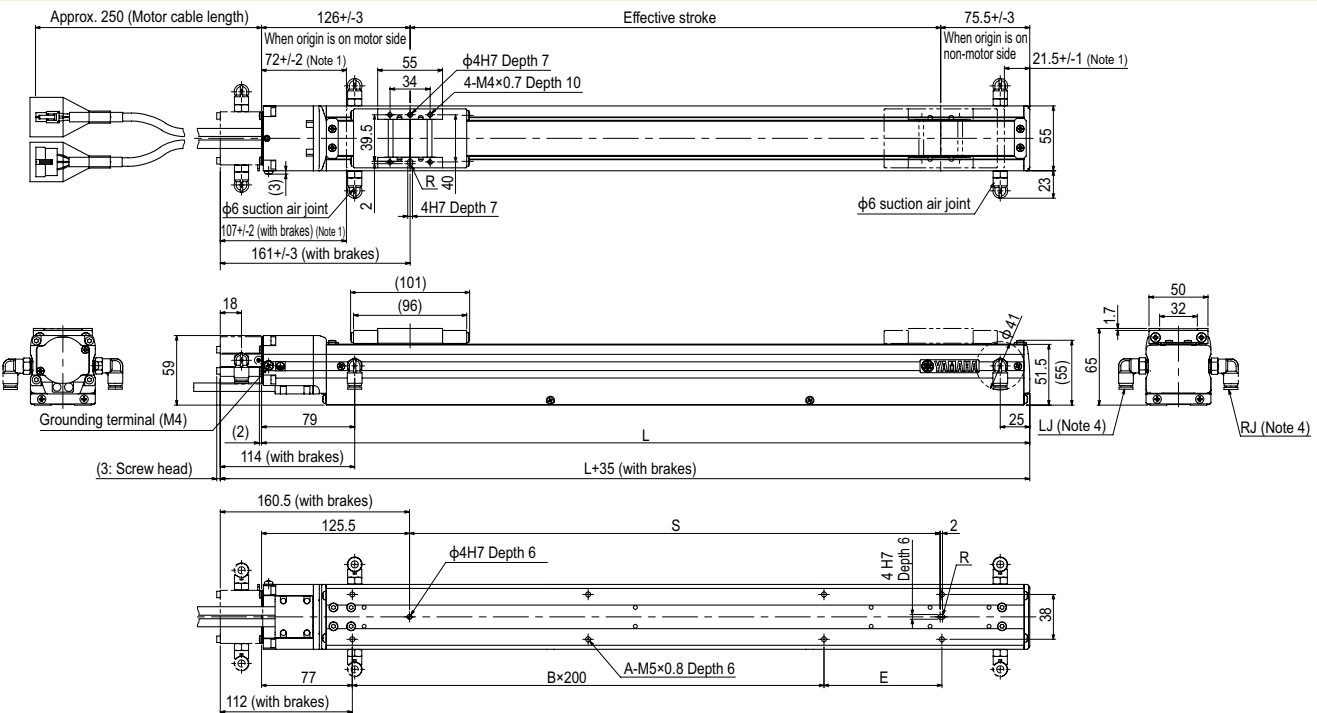 Approx. 250 (Motor cable length)
126+/-3
Effective stroke
75.5+/-3
When origin is on motor side
When origin is on
non-motor side
72+/-2 (Note 1)
55
ϕ4H7 Depth 7
21.5+/-1 (Note 1)
34
4-M4×0.7 Depth 10
39.5
55
(3)
R
40
23
2
ϕ6 suction air joint
4H7 Depth 7
ϕ6 suction air joint
107+/-2 (with brakes) (Note 1)
161+/-3 (with brakes)
(101)
(96)
18
50
32
1.7
ϕ41
59
YAMAHA
51.5
(55)
65
Grounding terminal (M4)
79
25
LJ (Note 4)
RJ (Note 4)
(2)
L
114 (with brakes)
(3: Screw head)
L+35 (with brakes)
160.5 (with brakes)
125.5
S
2
ϕ4H7 Depth 6
4 H7
Depth 6
R
38
A-M5×0.8 Depth 6
77
B×200
E
112 (with brakes)